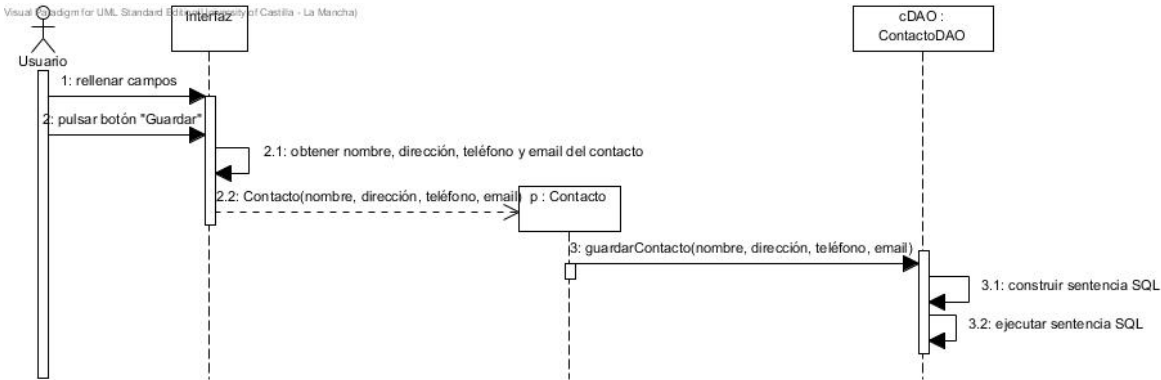 Visual Paradigm for UML Standard Edition(University of Castilla - La Mancha)
Interfaz
cDAO :
ContactoDAO
Usuario
1: rellenar campos
2: pulsar botón "Guardar"
2.1: obtener nombre, dirección, teléfono y email del contacto
2.2: Contacto(nombre, dirección, teléfono, email)
p : Contacto
3: guardarContacto(nombre, dirección, teléfono, email)
3.1: construir sentencia SQL
3.2: ejecutar sentencia SQL